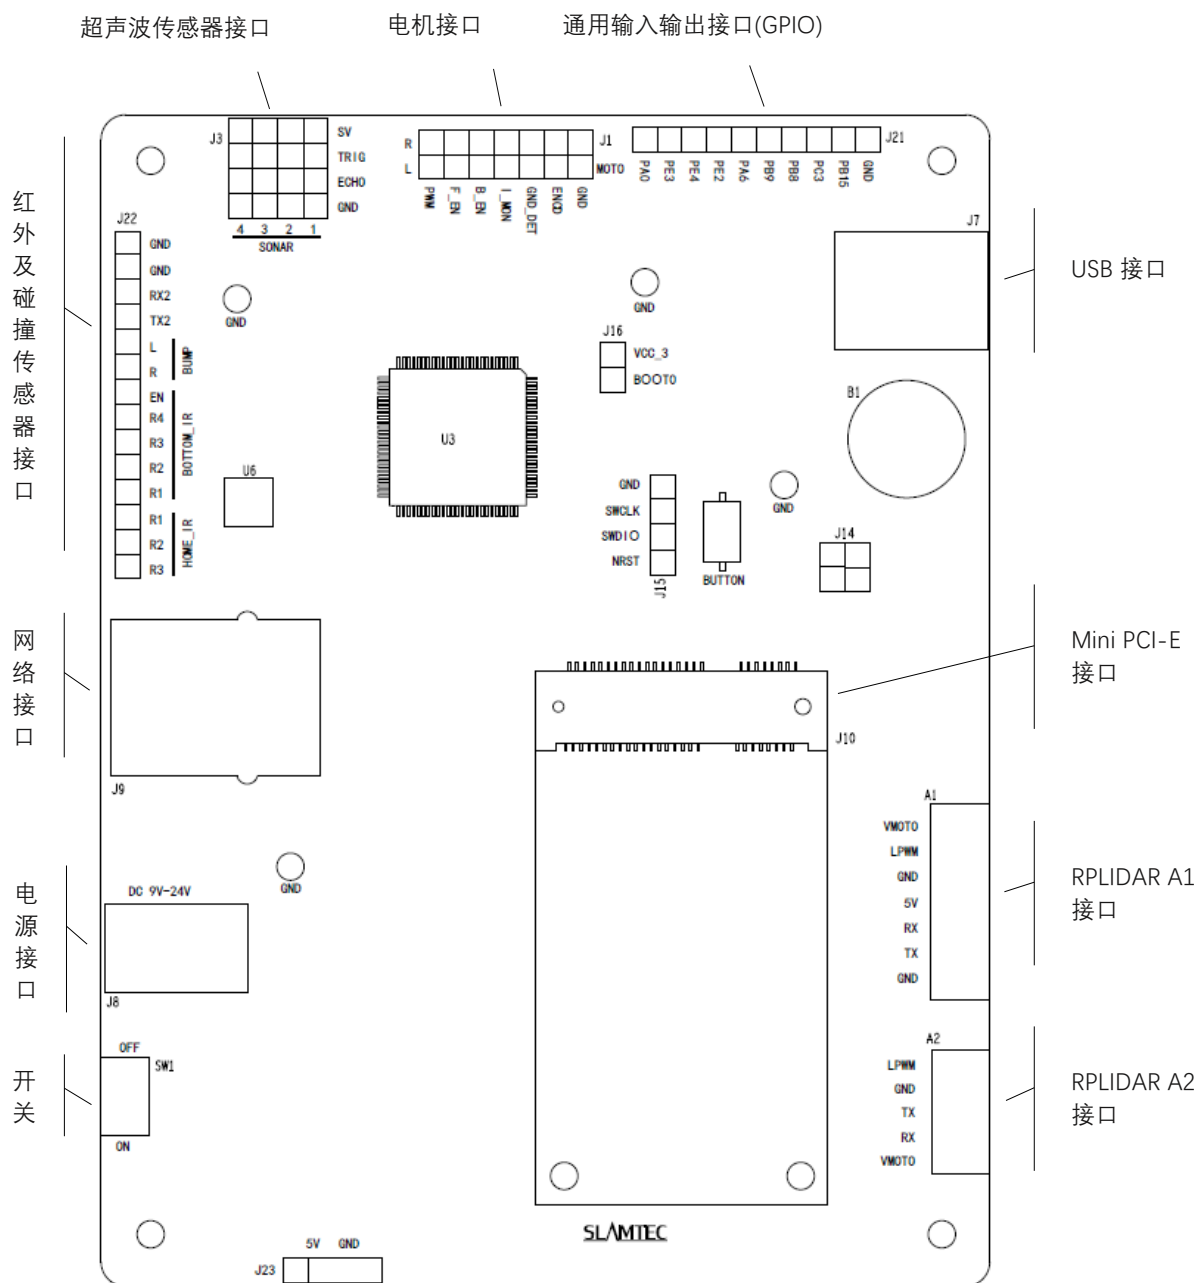 超声波传感器接口
电机接口
通用输入输出接口(GPIO)
J3
5V
TRIG
ECHO
GND
4 3 2 1
SONAR
R
L
J1
MOTO
PWM
F_EN
B_EN
I_MON
GND_DET
ENCD
GND
J21
PA0
PE3
PE4
PE2
PA6
PB9
PB8
PC3
PB15
GND
红外及碰撞传感器接口
J22
GND
GND
RX2
TX2
L
R
BUMP
EN
R4
R3
R2
R1
BOTTOM_IR
R1
R2
R3
HOME_IR
GND
GND
J7
USB 接口
J16
VCC_3
BOOT0
B1
U3
U6
GND
SWCLK
SWDIO
NRST
J15
BUTTON
GND
J14
网络接口
J9
Mini PCI-E
接口
J10
A1
VMOTO
LPWM
GND
5V
RX
TX
GND
RPLIDAR A1
接口
电源接口
DC 9V-24V
J8
GND
开关
OFF
SW1
ON
A2
LPWM
GND
TX
RX
VMOTO
RPLIDAR A2
接口
SLAMTEC
5V GND
J23